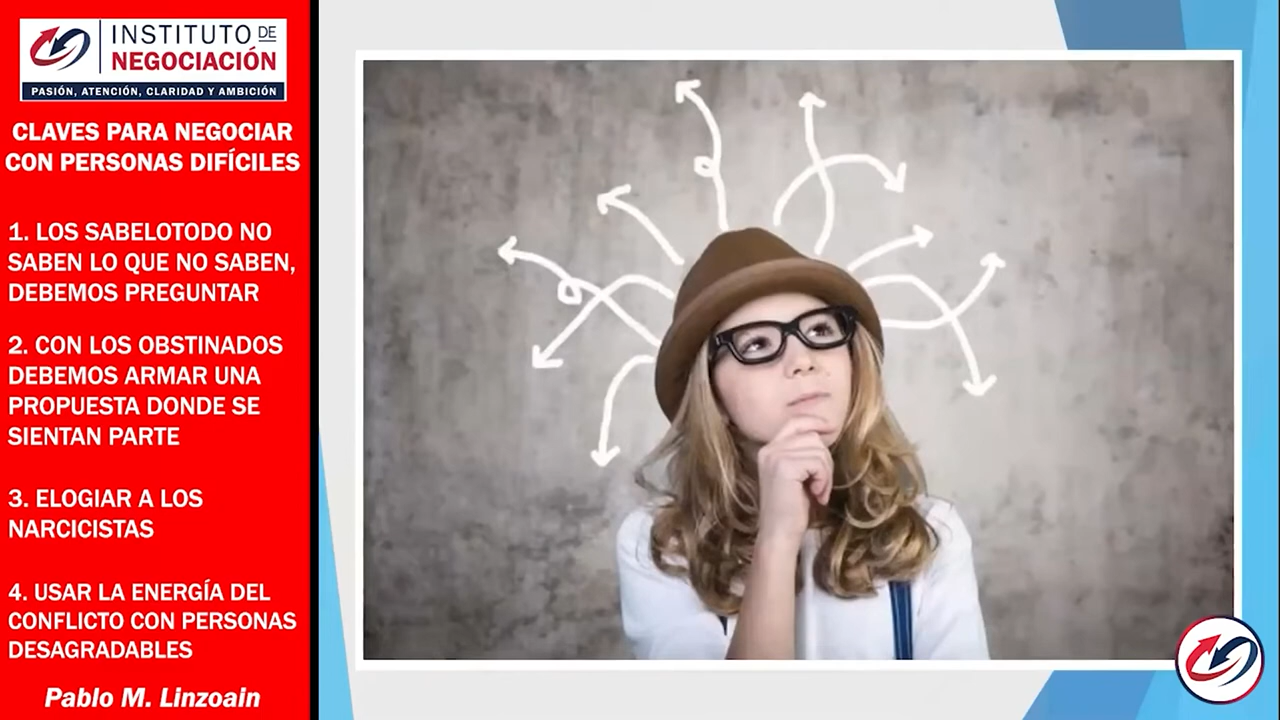 INSTITUTO DE
NEGOCIACIÓN
PASIÓN, ATENCIÓN, CLARIDAD Y AMBICIÓN
CLAVES PARA NEGOCIAR
CON PERSONAS DIFÍCILES
1. LOS SABELOTODO NO
SABEN LO QUE NO SABEN,
DEBEMOS PREGUNTAR
2. CON LOS OBSTINADOS
DEBEMOS ARMAR UNA
PROPUESTA DONDE SE
SIENTAN PARTE
3. ELOGIAR A LOS
NARCICISTAS
4. USAR LA ENERGÍA DEL
CONFLICTO CON PERSONAS
DESAGRADABLES
Pablo M. Linzoain